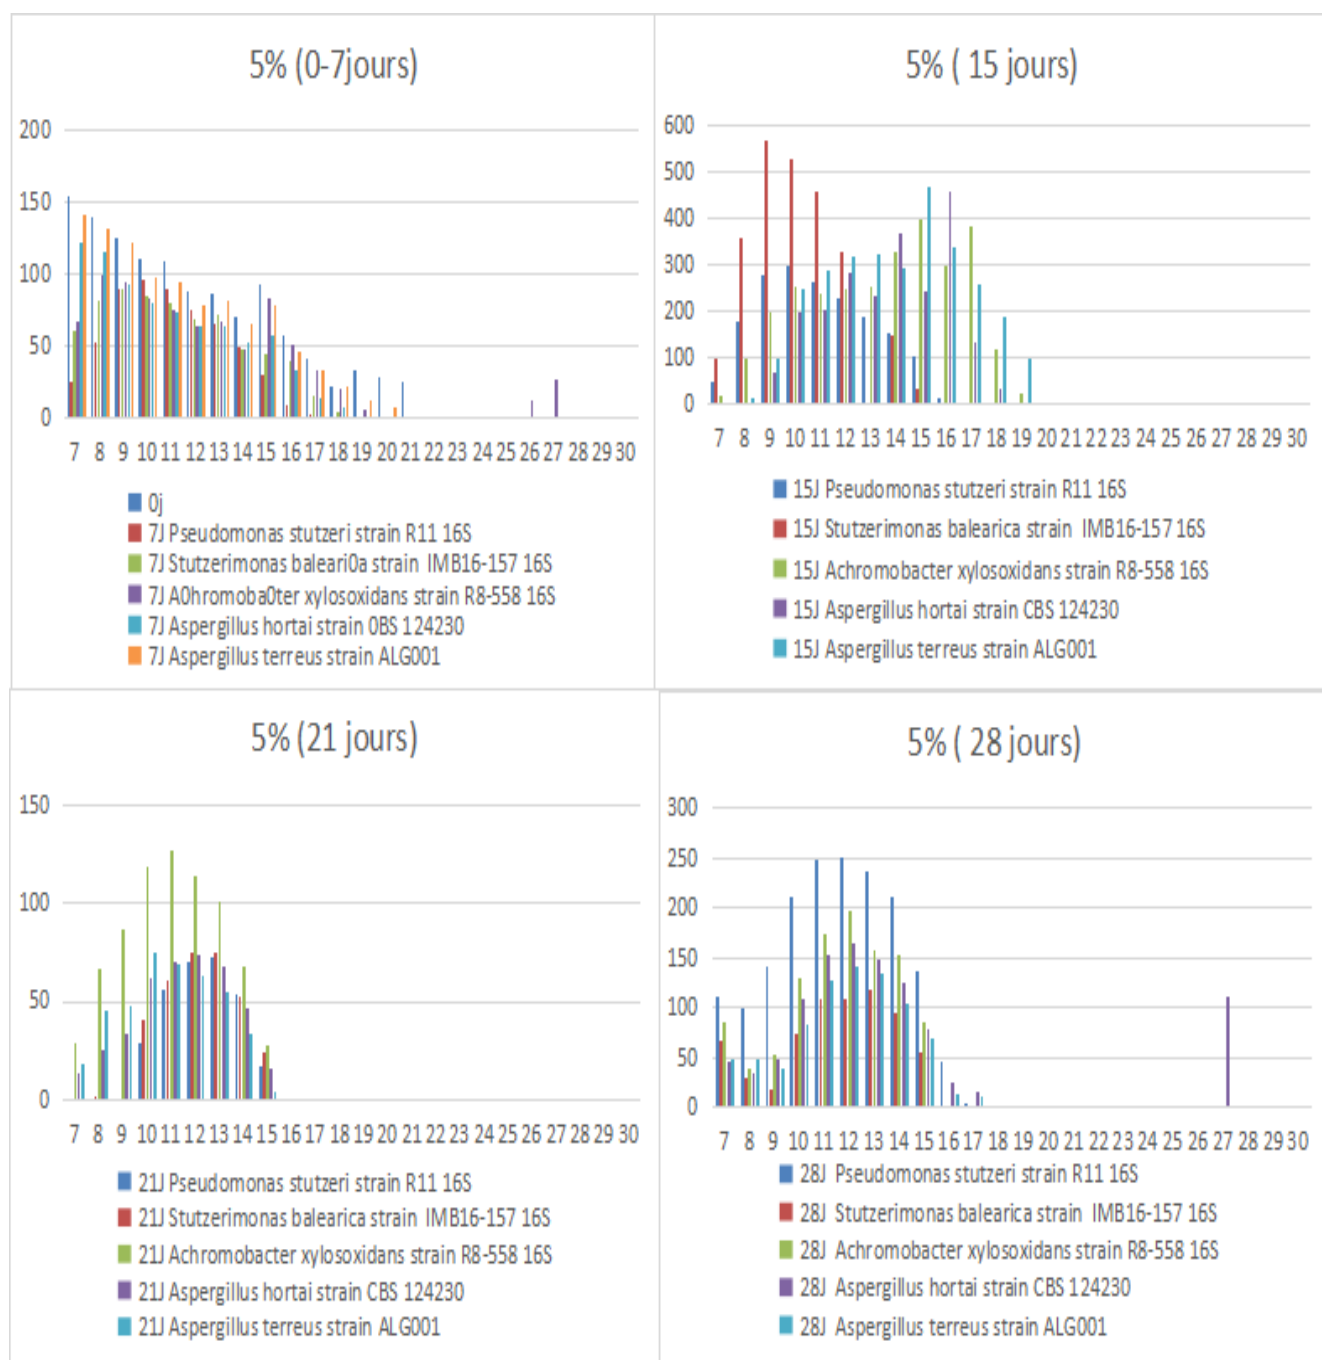 5% (0-7jours)
200
150
100
50
0
7 8 9 10 11 12 13 14 15 16 17 18 19 20 21 22 23 24 25 26 27 28 29 30
0j
7J Pseudomonas stutzeri strain R11 16S
7J Stutzerimonas baleari0a strain IMB16-157 16S
7J A0hromoba0ter xylosoxidans strain R8-558 16S
7J Aspergillus hortai strain 0BS 124230
7J Aspergillus terreus strain ALG001
5% ( 15 jours)
600
500
400
300
200
100
0
7 8 9 10 11 12 13 14 15 16 17 18 19 20 21 22 23 24 25 26 27 28 29 30
15J Pseudomonas stutzeri strain R11 16S
15J Stutzerimonas balearica strain IMB16-157 16S
15J Achromobacter xylosoxidans strain R8-558 16S
15J Aspergillus hortai strain CBS 124230
15J Aspergillus terreus strain ALG001
5% (21 jours)
150
100
50
0
7 8 9 10 11 12 13 14 15 16 17 18 19 20 21 22 23 24 25 26 27 28 29 30
21J Pseudomonas stutzeri strain R11 16S
21J Stutzerimonas balearica strain IMB16-157 16S
21J Achromobacter xylosoxidans strain R8-558 16S
21J Aspergillus hortai strain CBS 124230
21J Aspergillus terreus strain ALG001
5% ( 28 jours)
300
250
200
150
100
50
0
7 8 9 10 11 12 13 14 15 16 17 18 19 20 21 22 23 24 25 26 27 28 29 30
28J Pseudomonas stutzeri strain R11 16S
28J Stutzerimonas balearica strain IMB16-157 16S
28J Achromobacter xylosoxidans strain R8-558 16S
28J Aspergillus hortai strain CBS 124230
28J Aspergillus terreus strain ALG001